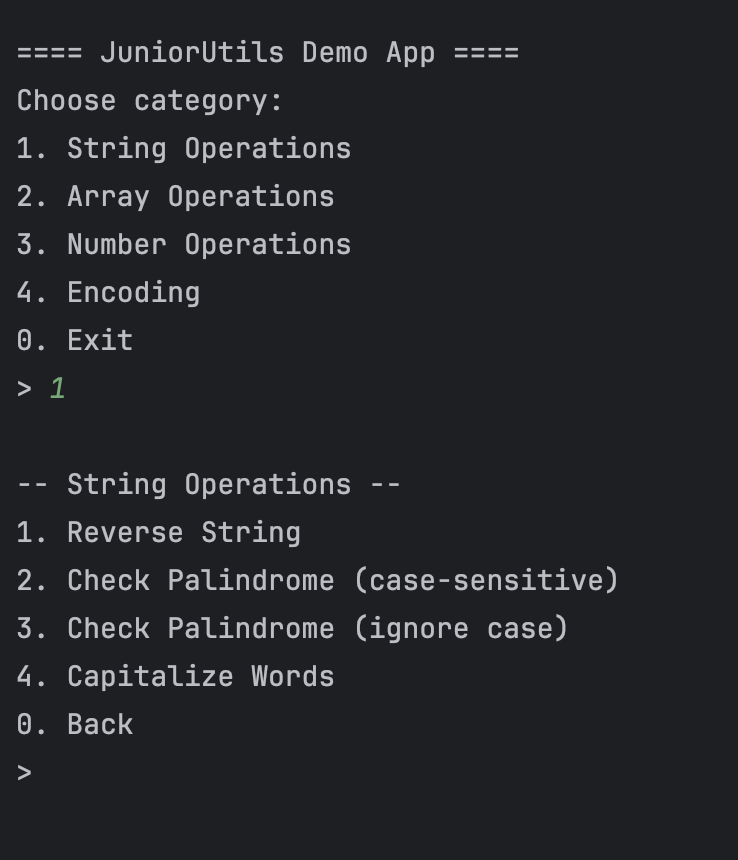 ==== JuniorUtils Demo App ====
Choose category:
1. String Operations
2. Array Operations
3. Number Operations
4. Encoding
0. Exit
> 1
-- String Operations --
1. Reverse String
2. Check Palindrome (case-sensitive)
3. Check Palindrome (ignore case)
4. Capitalize Words
0. Back
>